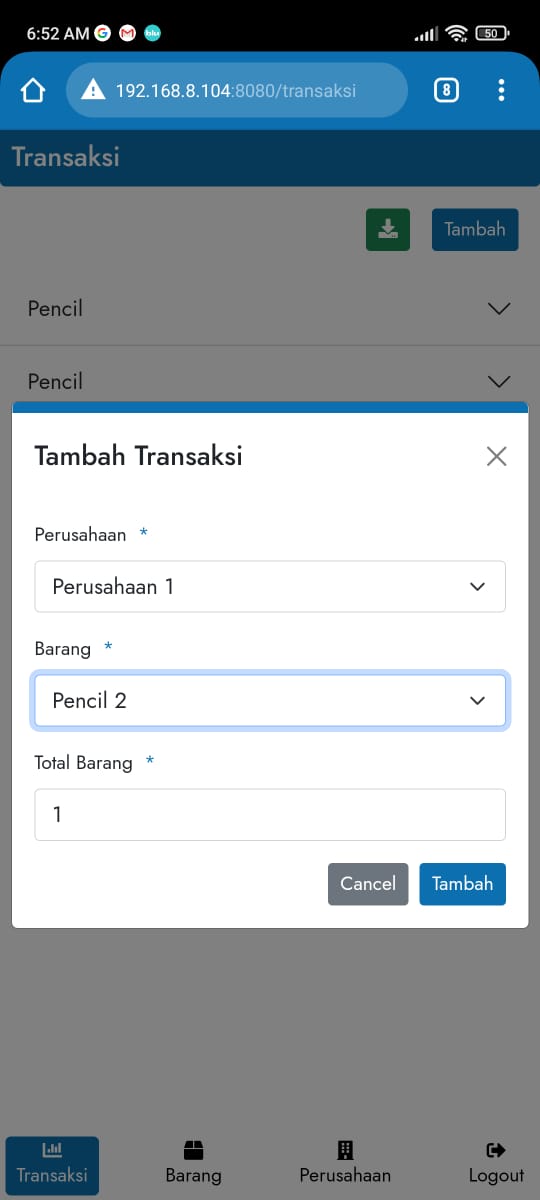 6:52 AM G M blu 50
192.168.8.104:8080/transaksi 8
Transaksi
Tambah
Pencil
Pencil
Tambah Transaksi
Perusahaan *
Perusahaan 1
Barang *
Pencil 2
Total Barang *
1
Cancel Tambah
Transaksi Barang Perusahaan Logout